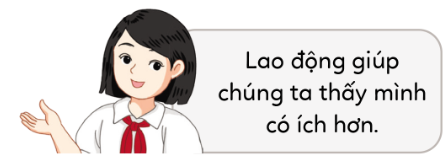 Lao động giúp
chúng ta thấy mình
có ích hơn.